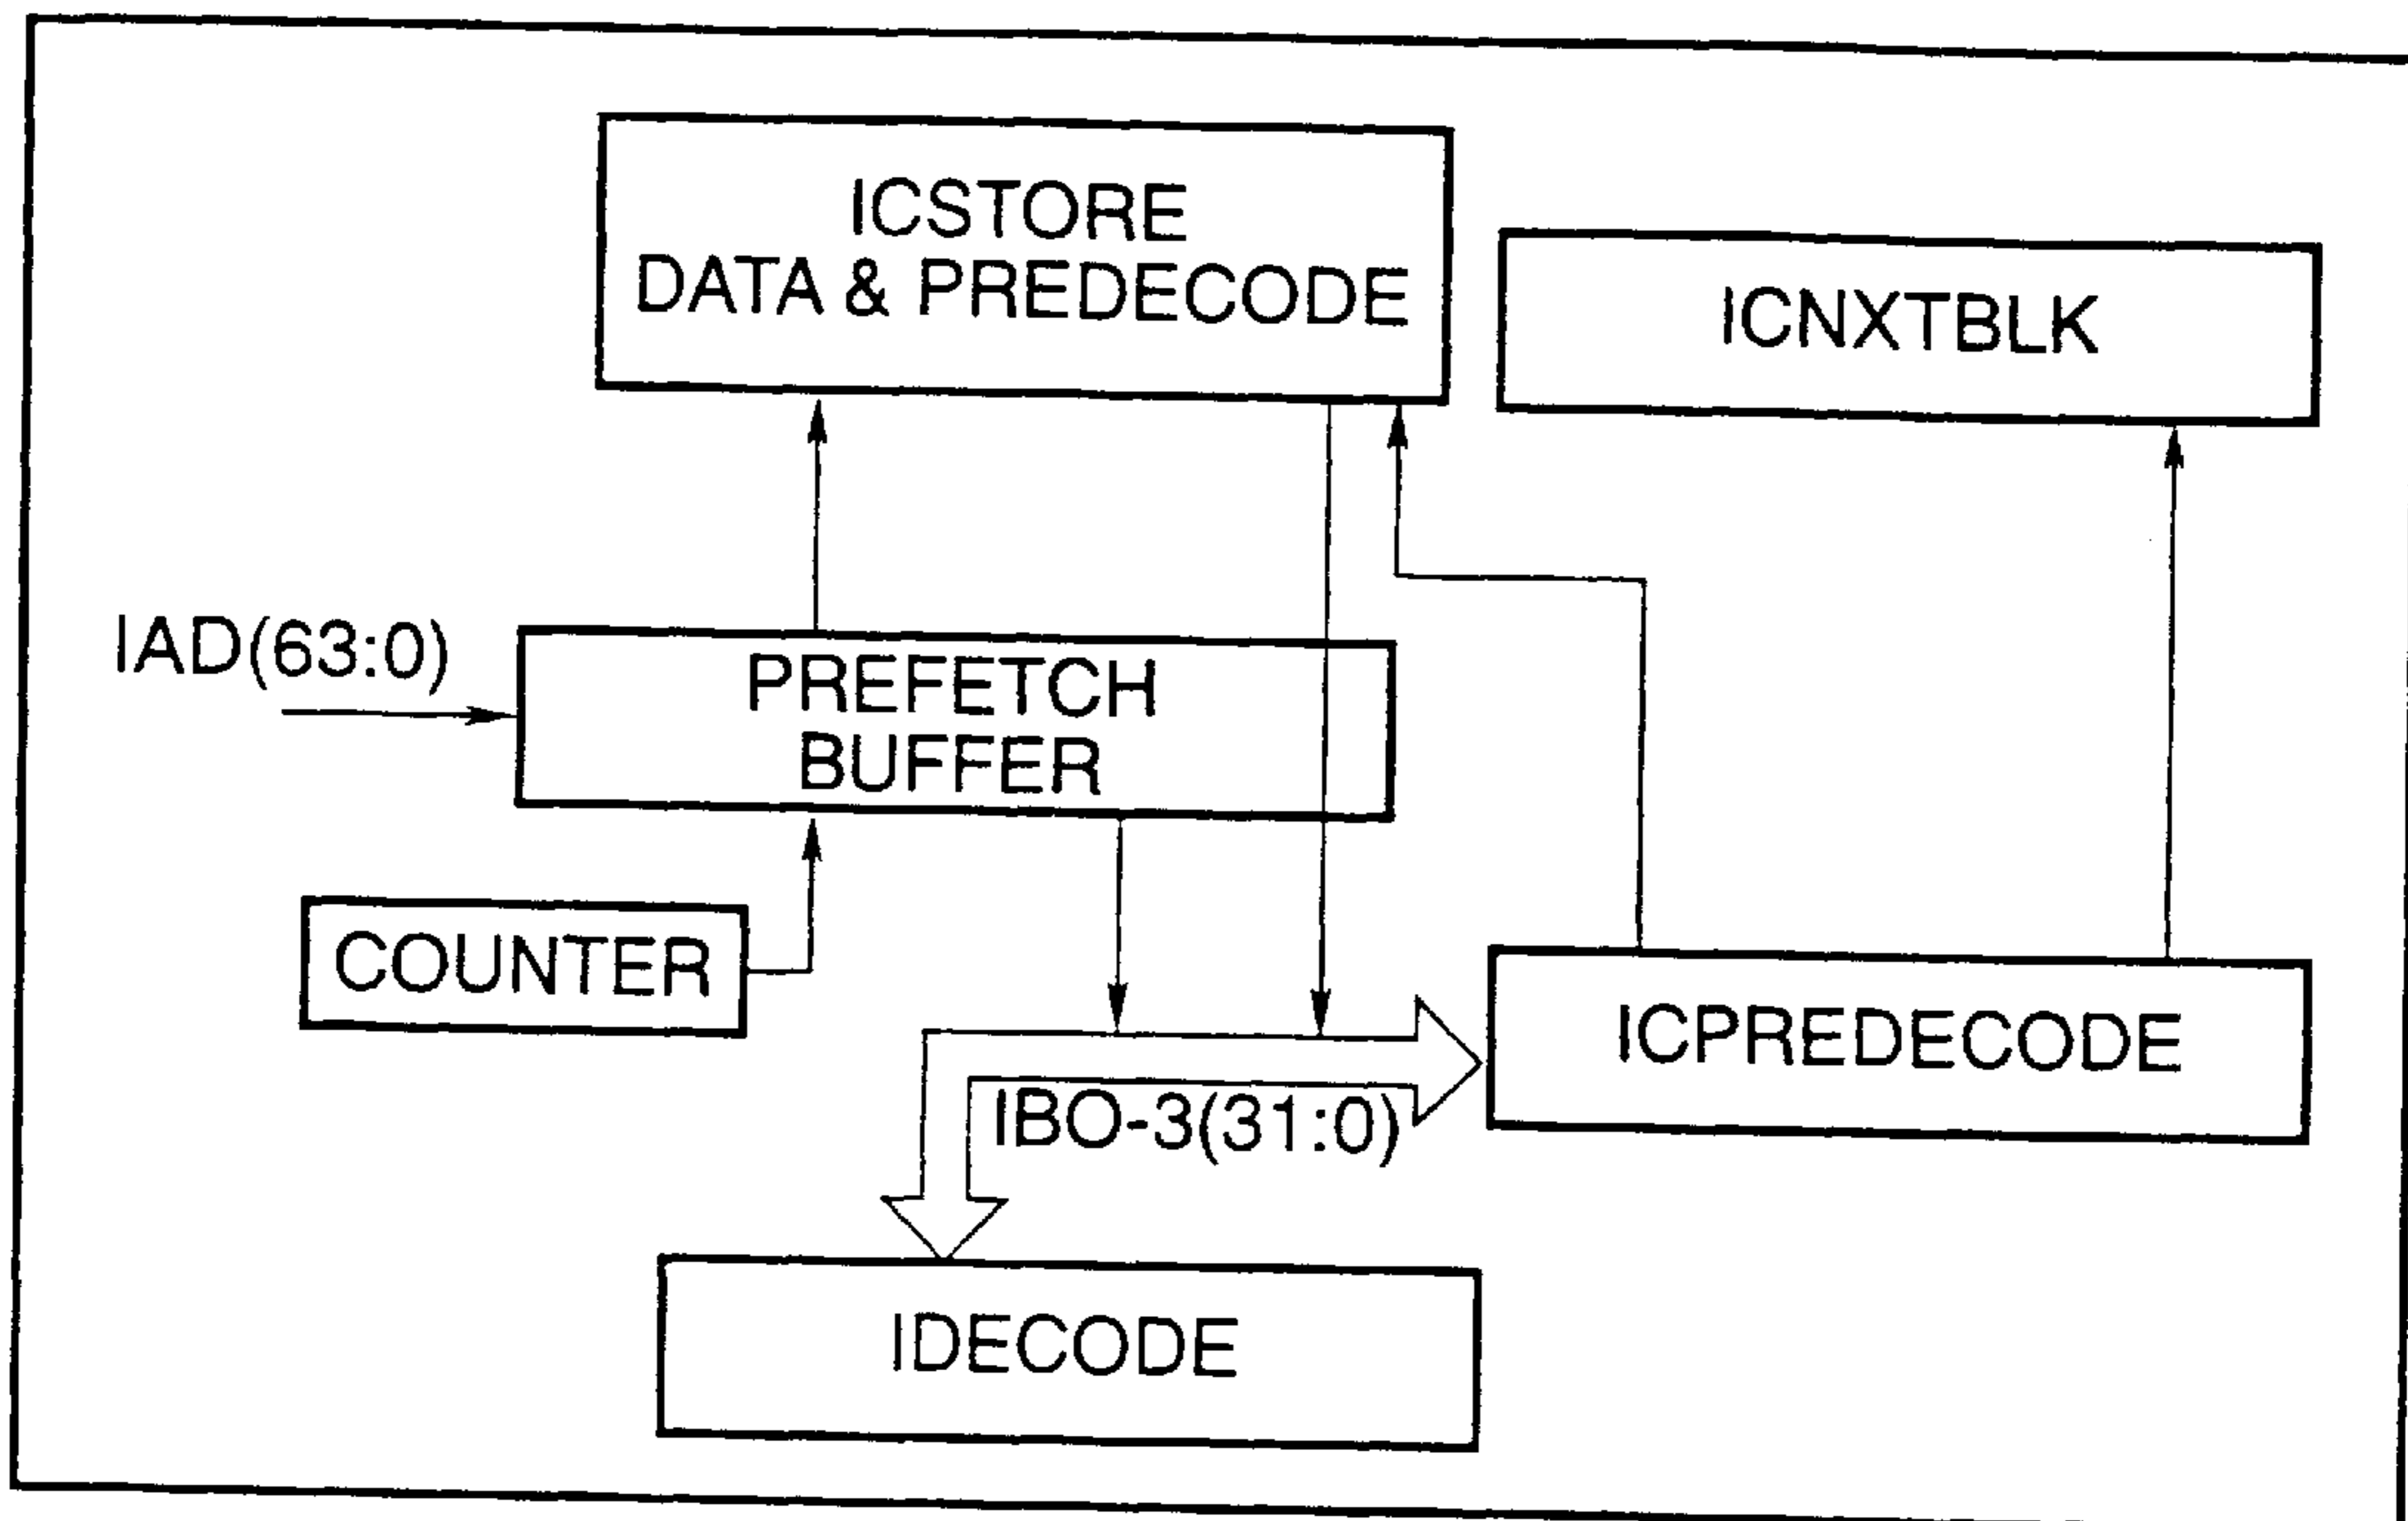 ICSTORE
DATA & PREDECODE
ICNXTBLK
IAD(63:0)
PREFETCH
BUFFER
COUNTER
ICPREDECODE
IBO-3(31:0)
IDECODE